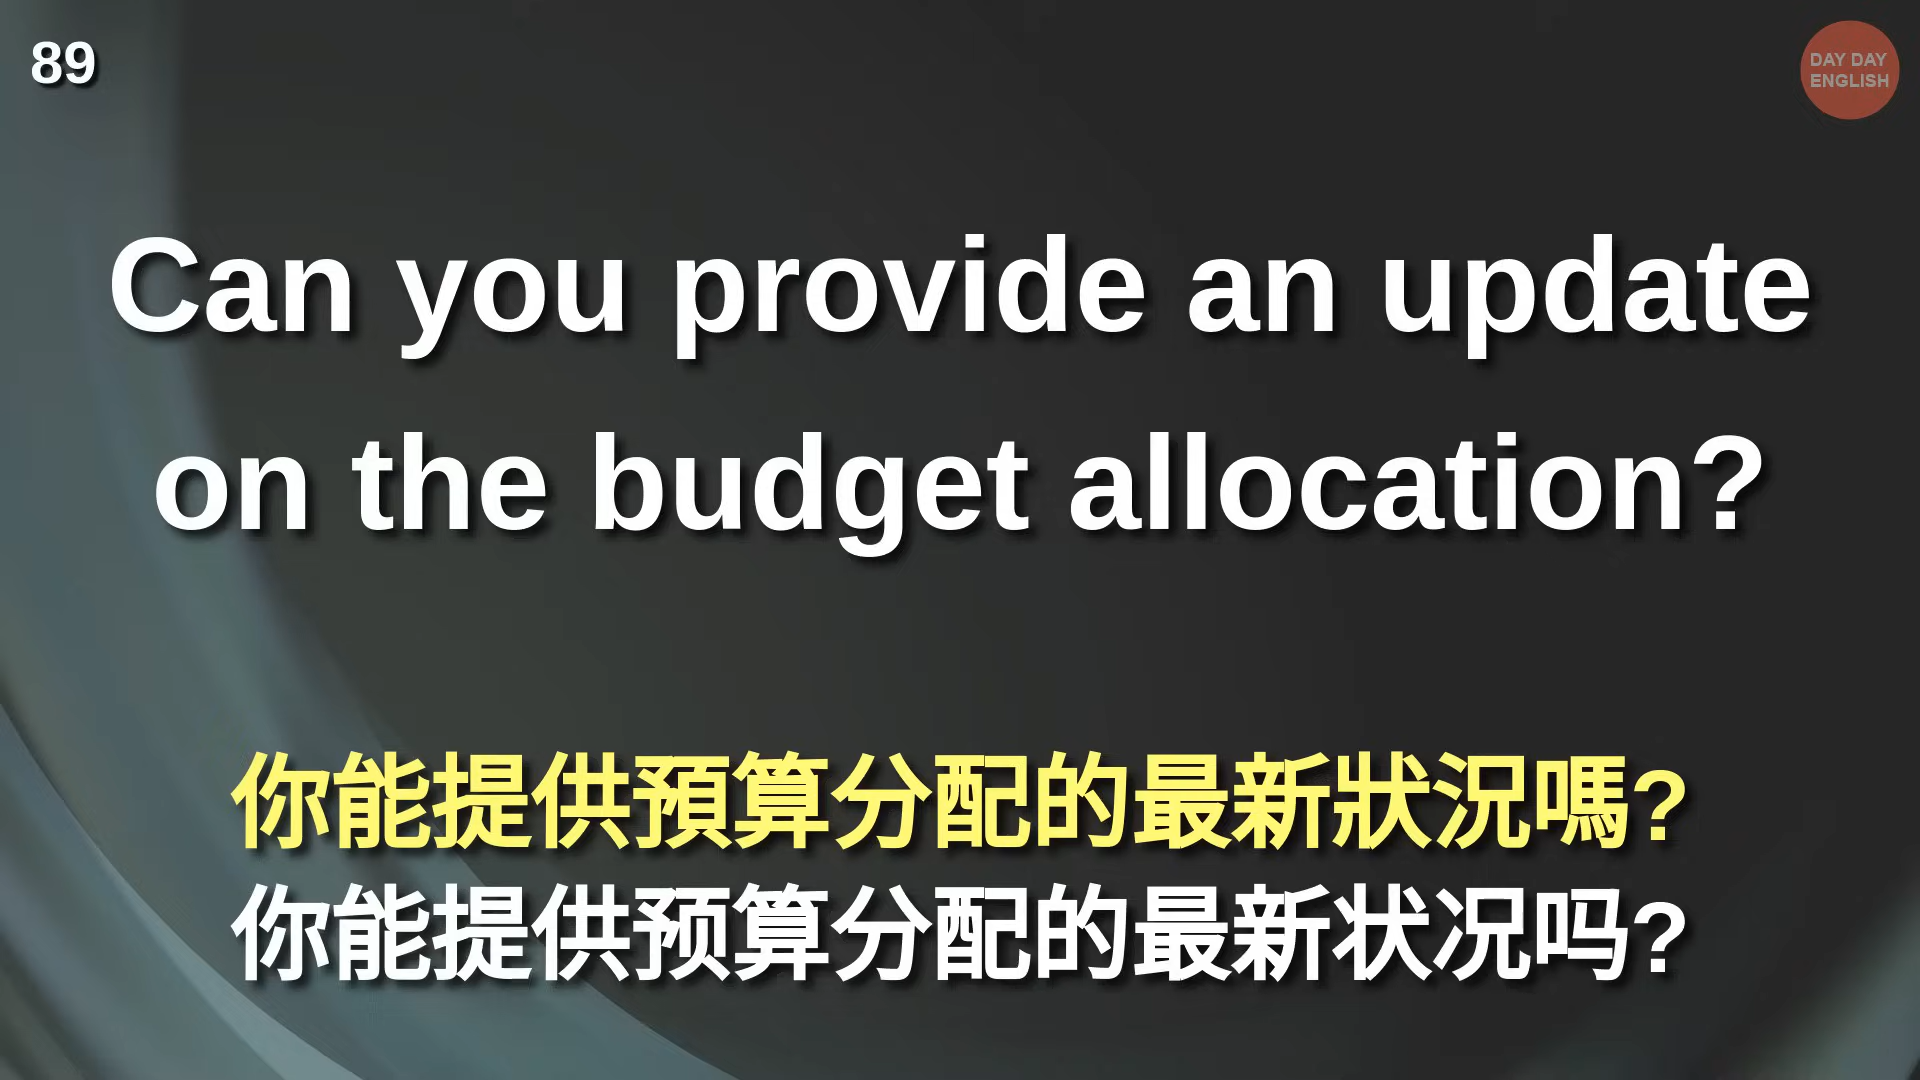 89
DAY DAY
ENGLISH
Can you provide an update
on the budget allocation?
你能提供預算分配的最新狀況嗎?
你能提供预算分配的最新状况吗?